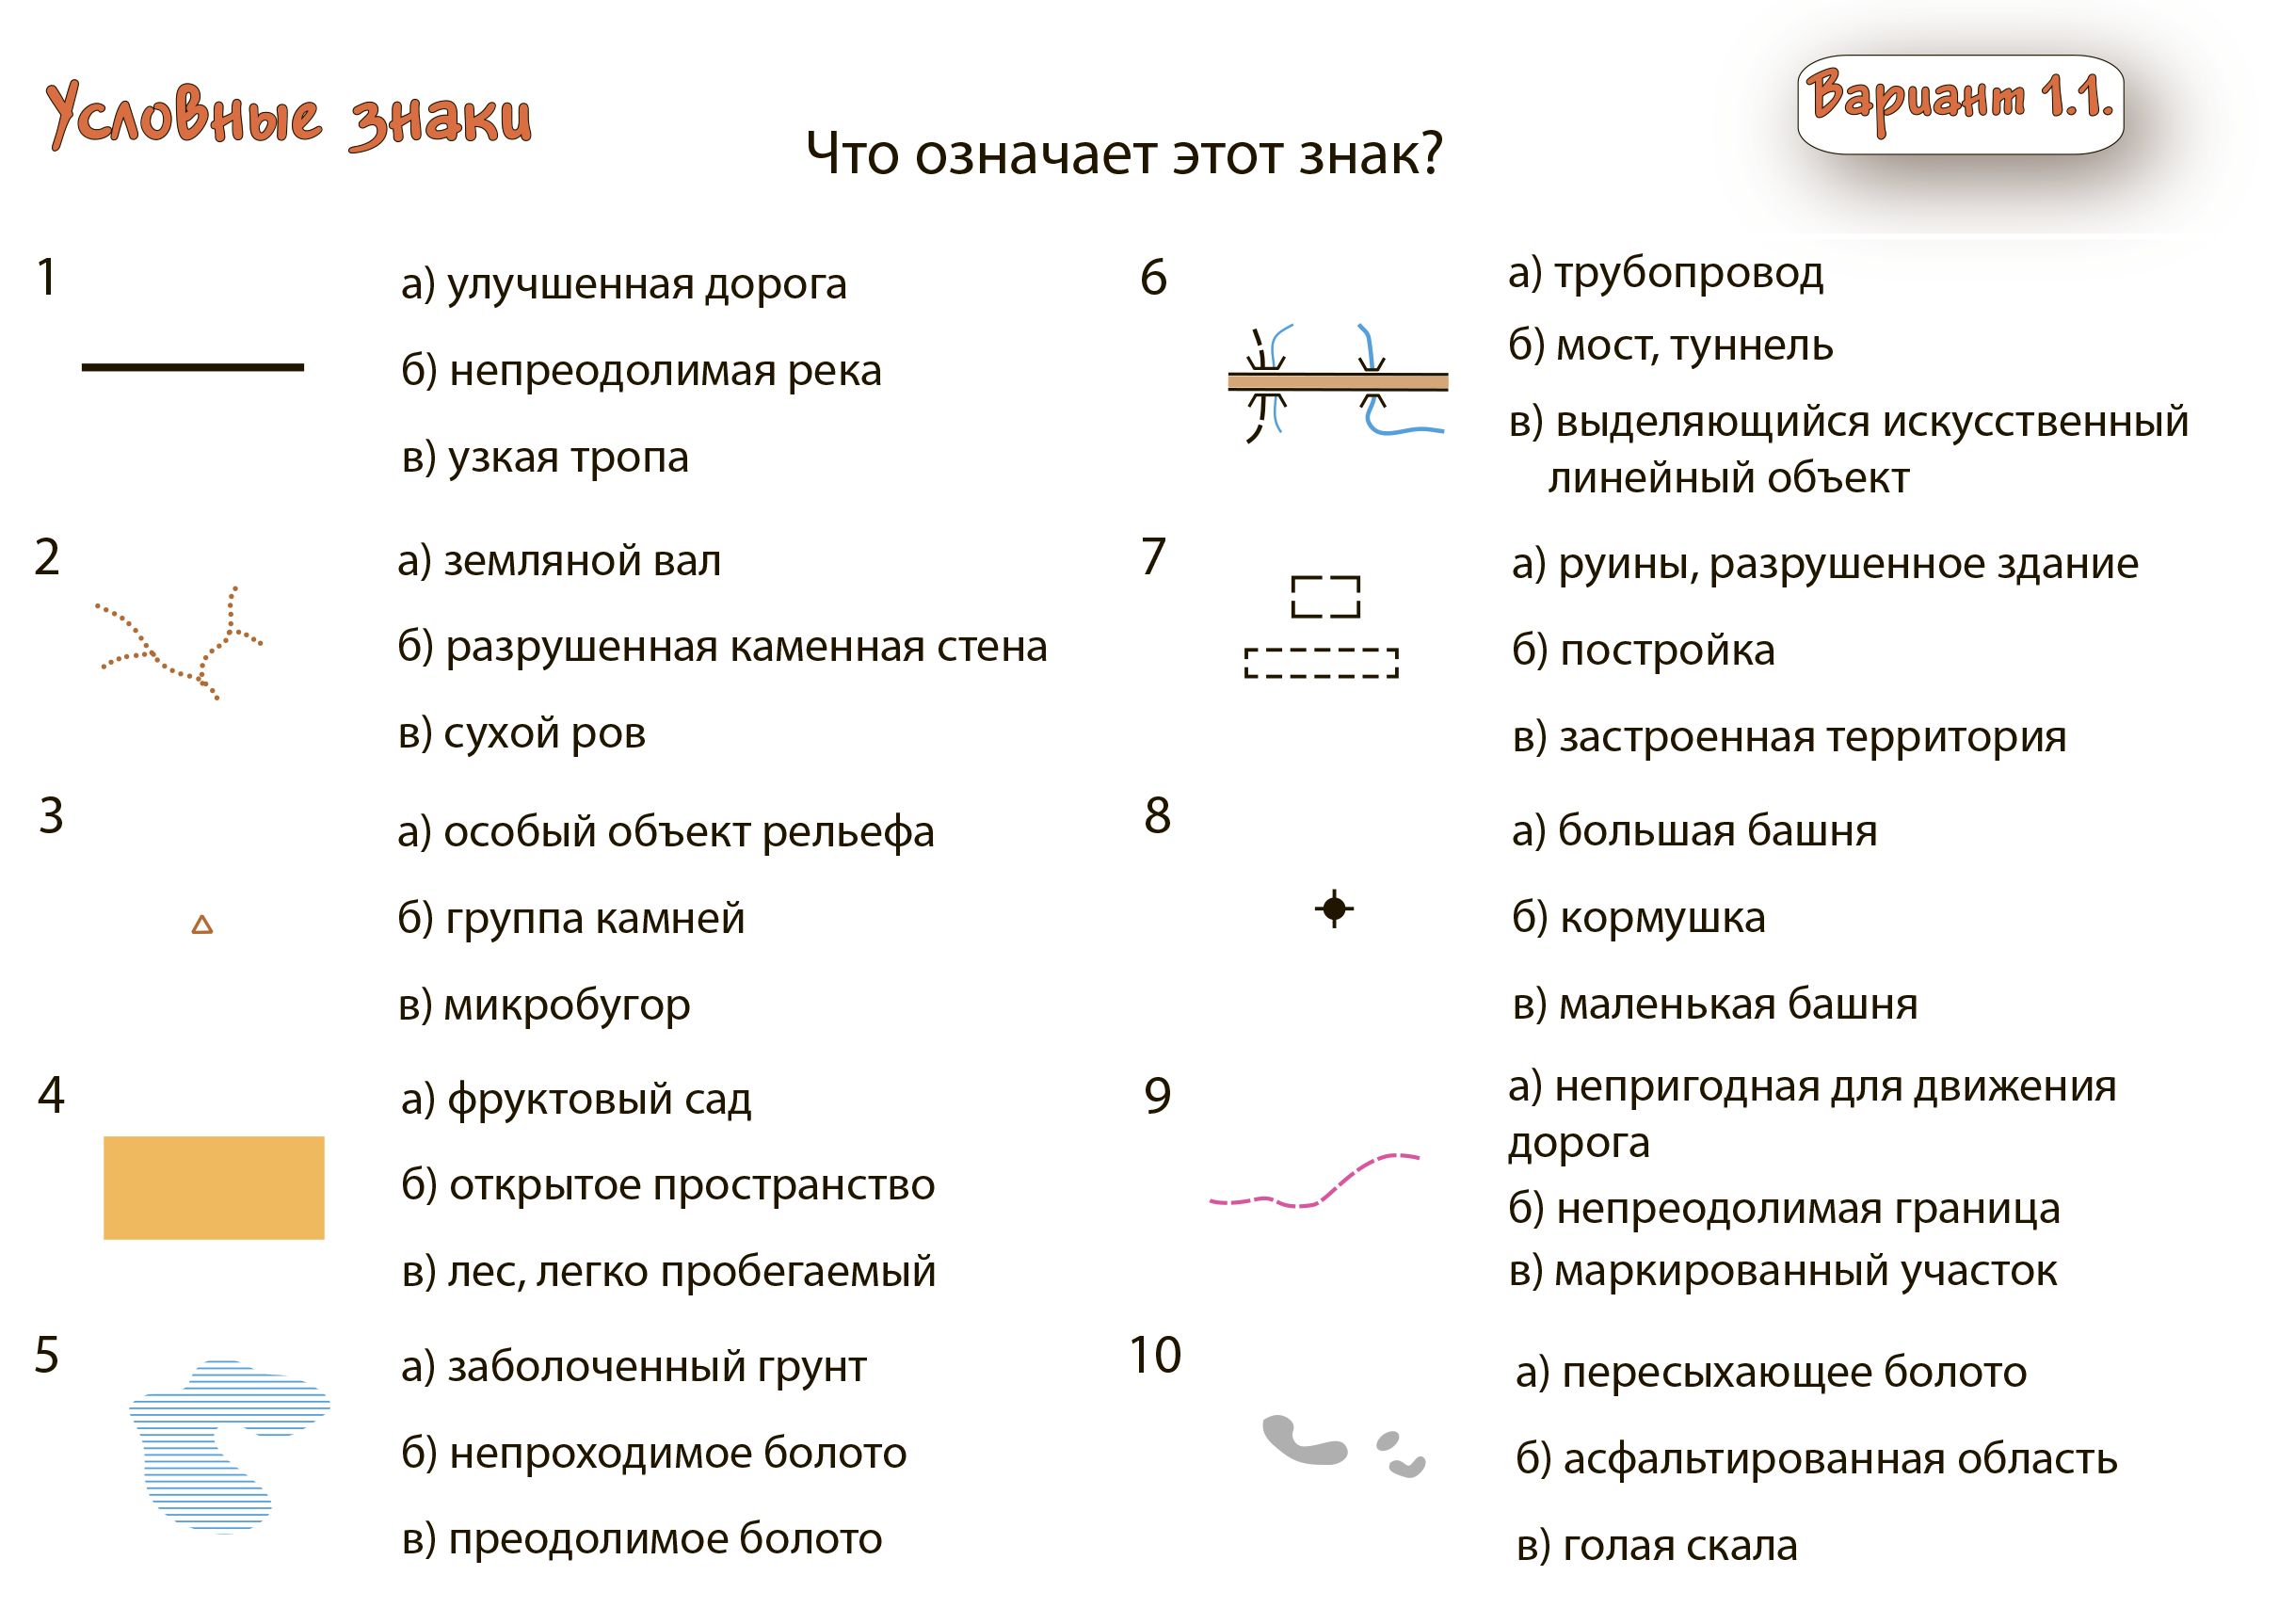 Условные знаки
Что означает этот знак?
Вариант 1.1.
1
а) улучшенная дорога
б) непреодолимая река
в) узкая тропа
2
а) земляной вал
б) разрушенная каменная стена
в) сухой ров
3
а) особый объект рельефа
б) группа камней
в) микробугор
4
а) фруктовый сад
б) открытое пространство
в) лес, легко пробегаемый
5
а) заболоченный грунт
б) непроходимое болото
в) преодолимое болото
6
а) трубопровод
б) мост, туннель
в) выделяющийся искусственный
линейный объект
7
а) руины, разрушенное здание
б) постройка
в) застроенная территория
8
а) большая башня
б) кормушка
в) маленькая башня
9
а) непригодная для движения
дорога
б) непреодолимая граница
в) маркированный участок
10
а) пересыхающее болото
б) асфальтированная область
в) голая скала